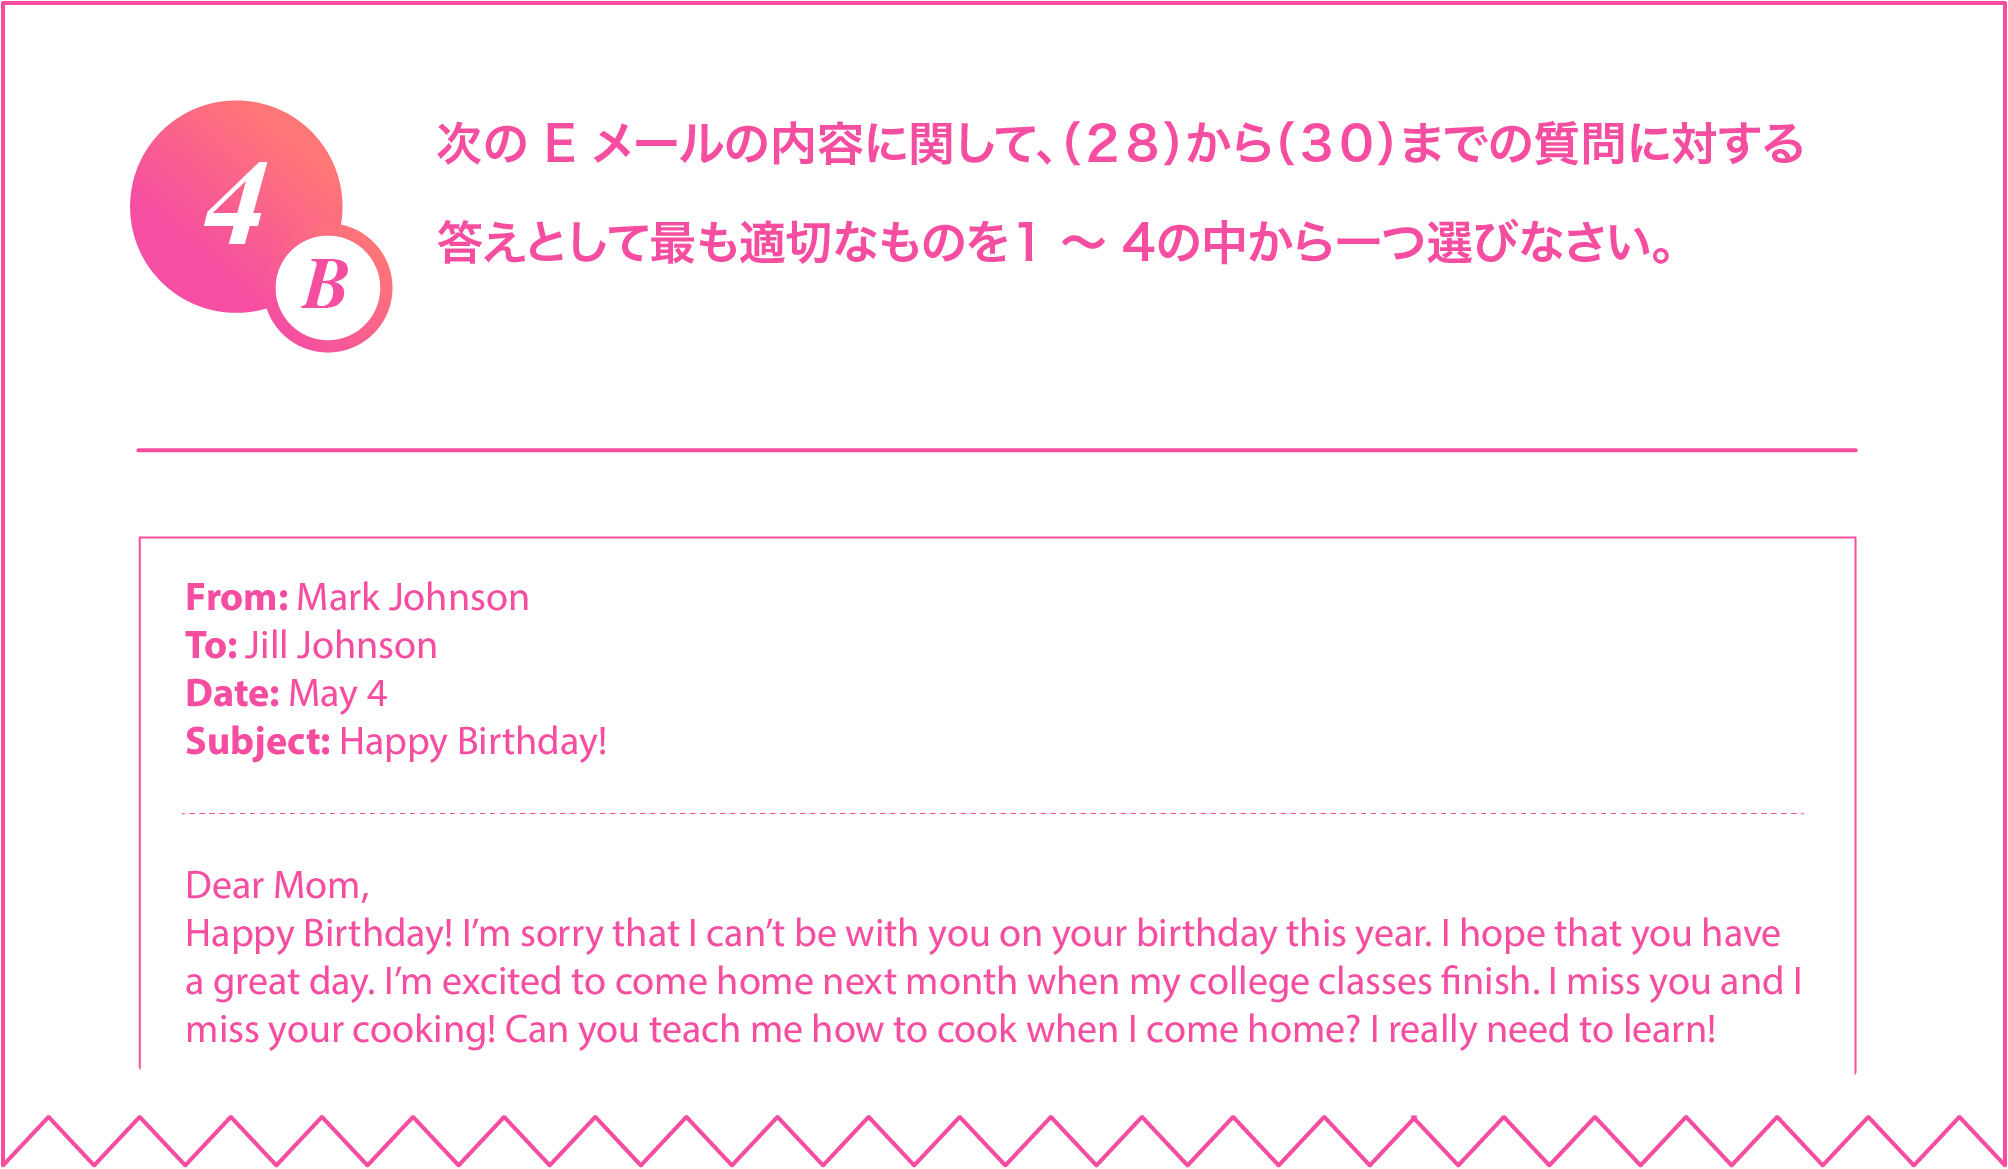 4
B
次の E メールの内容に関して、（２８）から（３０）までの質問に対する
答えとして最も適切なものを１ ～ 4の中から一つ選びなさい。
From: Mark Johnson
To: Jill Johnson
Date: May 4
Subject: Happy Birthday!
Dear Mom,
Happy Birthday! I’m sorry that I can’t be with you on your birthday this year. I hope that you have
a great day. I’m excited to come home next month when my college classes finish. I miss you and I
miss your cooking! Can you teach me how to cook when I come home? I really need to learn!